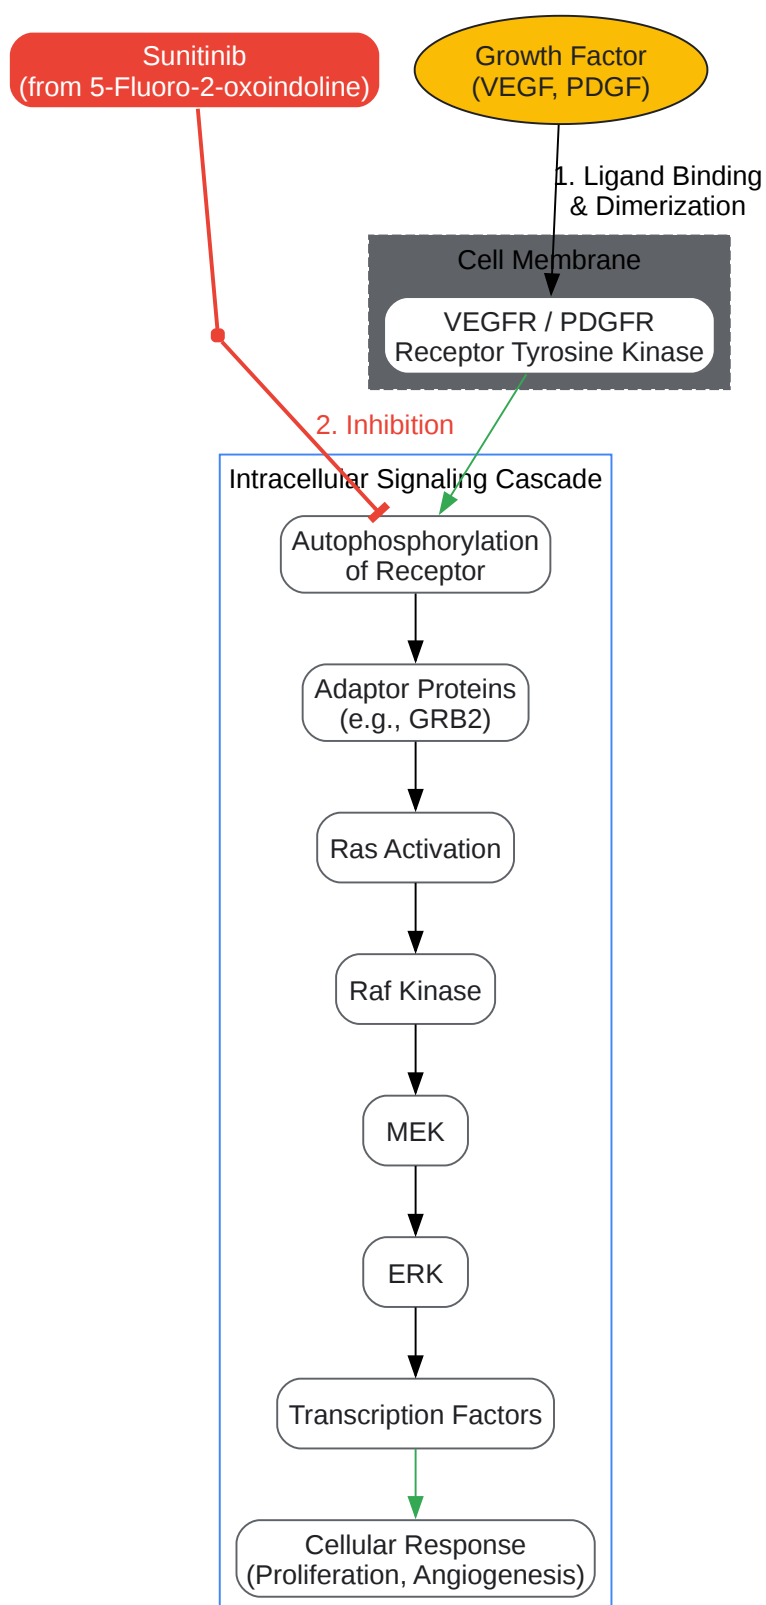 Sunitinib
(from 5-Fluoro-2-oxoindoline)
Growth Factor
(VEGF, PDGF)
1. Ligand Binding
& Dimerization
Cell Membrane
VEGFR / PDGFR
Receptor Tyrosine Kinase
2. Inhibition
Intracellular Signaling Cascade
Autophosphorylation
of Receptor
Adaptor Proteins
(e.g., GRB2)
Ras Activation
Raf Kinase
MEK
ERK
Transcription Factors
Cellular Response
(Proliferation, Angiogenesis)